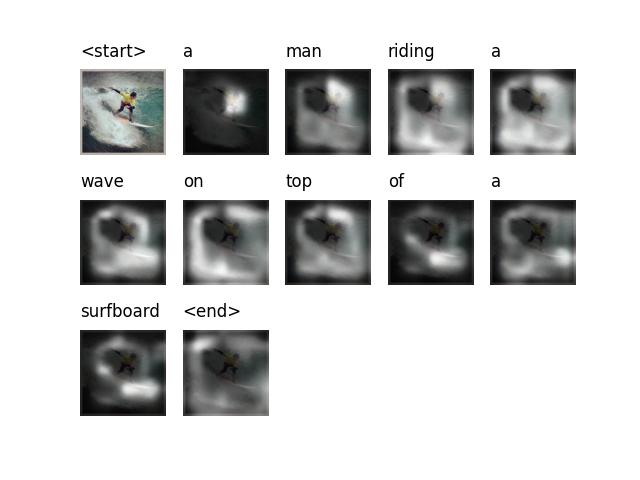 <start> a man riding a
wave on top of a
surfboard <end>